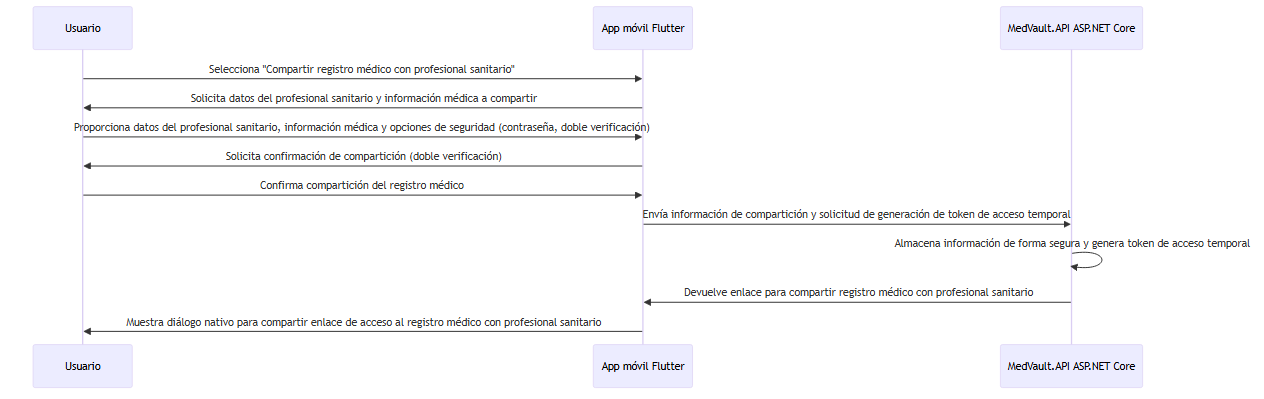 Usuario
App móvil Flutter
MedVault.API ASP.NET Core
Selecciona "Compartir registro médico con profesional sanitario"
Solicita datos del profesional sanitario y información médica a compartir
Proporciona datos del profesional sanitario, información médica y opciones de seguridad (contraseña, doble verificación)
Solicita confirmación de compartición (doble verificación)
Confirma compartición del registro médico
Envía información de compartición y solicitud de generación de token de acceso temporal
Almacena información de forma segura y genera token de acceso temporal
Devuelve enlace para compartir registro médico con profesional sanitario
Muestra diálogo nativo para compartir enlace de acceso al registro médico con profesional sanitario
Usuario
App móvil Flutter
MedVault.API ASP.NET Core